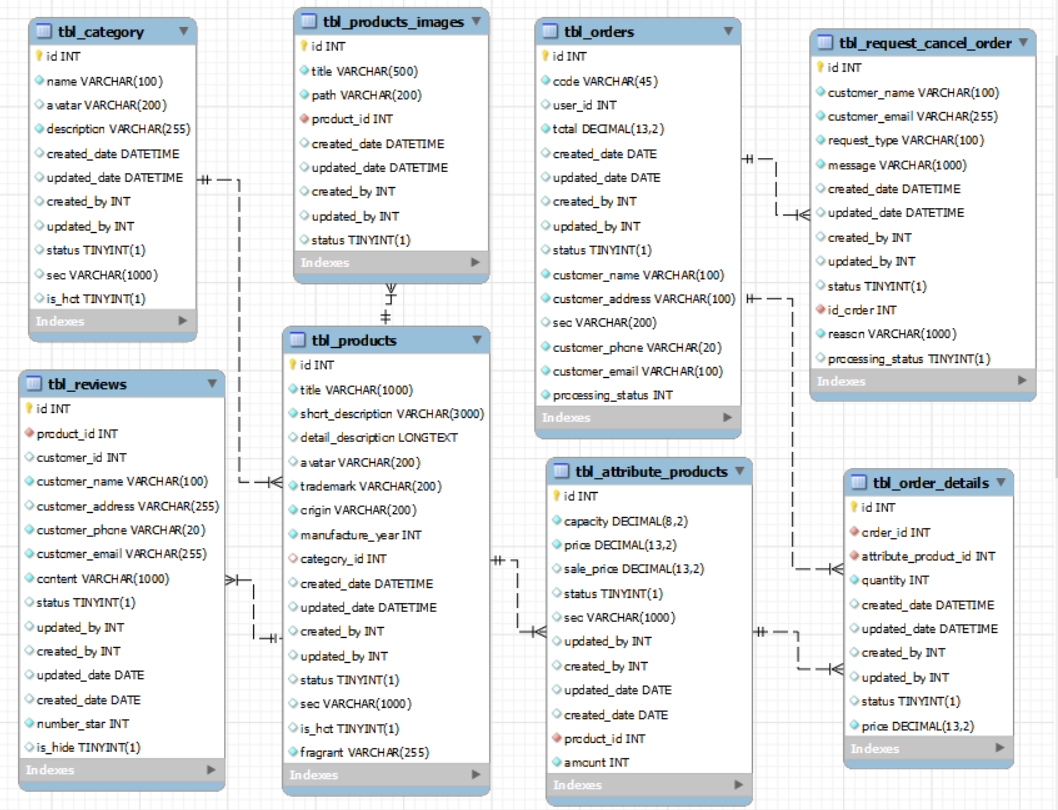 tbl_category
id INT
name VARCHAR(100)
avatar VARCHAR(200)
description VARCHAR(255)
created_date DATETIME
updated_date DATETIME
created_by INT
updated_by INT
status TINYINT(1)
seo VARCHAR(1000)
is_hot TINYINT(1)
Indexes
tbl_products_images
id INT
title VARCHAR(500)
path VARCHAR(200)
product_id INT
created_date DATETIME
updated_date DATETIME
created_by INT
updated_by INT
status TINYINT(1)
Indexes
tbl_orders
id INT
code VARCHAR(45)
user_id INT
total DECIMAL(13,2)
created_date DATE
updated_date DATE
created_by INT
updated_by INT
status TINYINT(1)
customer_name VARCHAR(100)
customer_address VARCHAR(100)
seo VARCHAR(200)
customer_phone VARCHAR(20)
customer_email VARCHAR(100)
processing_status INT
Indexes
tbl_request_cancel_order
id INT
customer_name VARCHAR(100)
customer_email VARCHAR(255)
request_type VARCHAR(100)
message VARCHAR(1000)
created_date DATETIME
updated_date DATETIME
created_by INT
updated_by INT
status TINYINT(1)
id_order INT
reason VARCHAR(1000)
processing_status TINYINT(1)
Indexes
tbl_reviews
id INT
product_id INT
customer_id INT
customer_name VARCHAR(100)
customer_address VARCHAR(255)
customer_phone VARCHAR(20)
customer_email VARCHAR(255)
content VARCHAR(1000)
status TINYINT(1)
updated_by INT
created_by INT
updated_date DATE
created_date DATE
number_star INT
is_hide TINYINT(1)
Indexes
tbl_products
id INT
title VARCHAR(1000)
short_description VARCHAR(3000)
detail_description LONGTEXT
avatar VARCHAR(200)
trademark VARCHAR(200)
origin VARCHAR(200)
manufacture_year INT
category_id INT
created_date DATETIME
updated_date DATETIME
created_by INT
updated_by INT
status TINYINT(1)
seo VARCHAR(1000)
is_hot TINYINT(1)
fragrant VARCHAR(255)
Indexes
tbl_attribute_products
id INT
capacity DECIMAL(8,2)
price DECIMAL(13,2)
sale_price DECIMAL(13,2)
status TINYINT(1)
seo VARCHAR(1000)
updated_by INT
created_by INT
updated_date DATE
created_date DATE
product_id INT
amount INT
Indexes
tbl_order_details
id INT
order_id INT
attribute_product_id INT
quantity INT
created_date DATETIME
updated_date DATETIME
created_by INT
updated_by INT
status TINYINT(1)
price DECIMAL(13,2)
Indexes